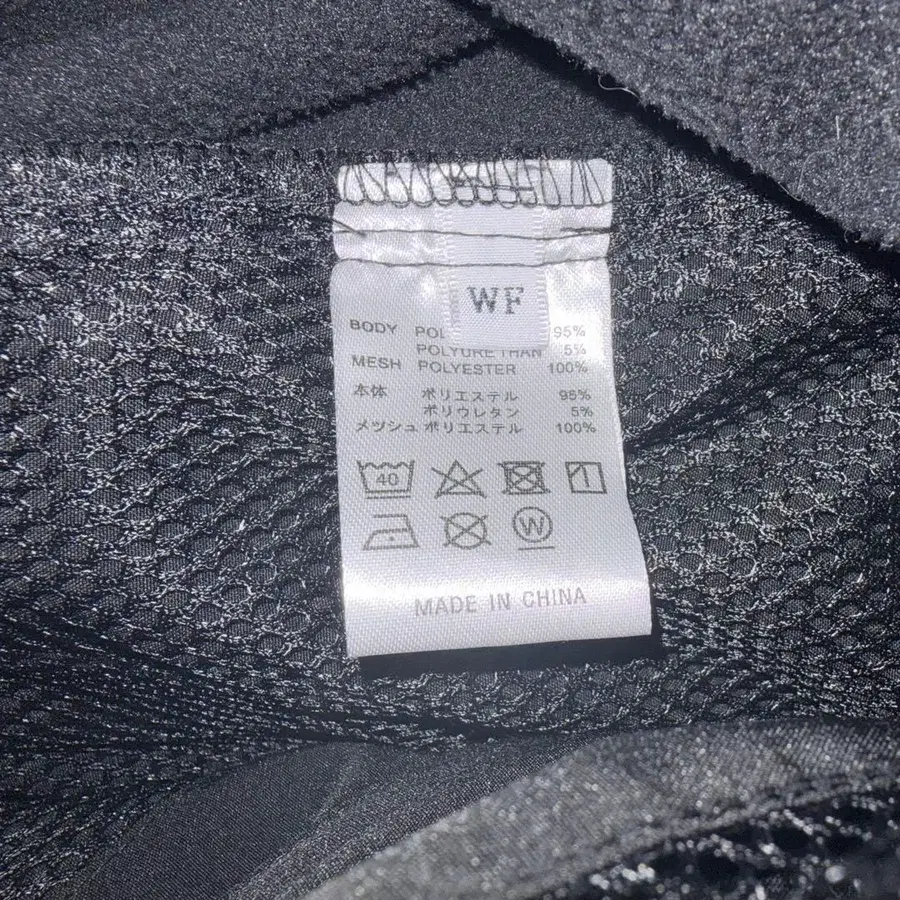 WF
BODY POL 95%
POLYURETHAN 5%
MESH POLYESTER 100%
本体 ポリエステル 95%
ポリウレタン 5%
メッシュ ポリエステル 100%
40
W
MADE IN CHINA